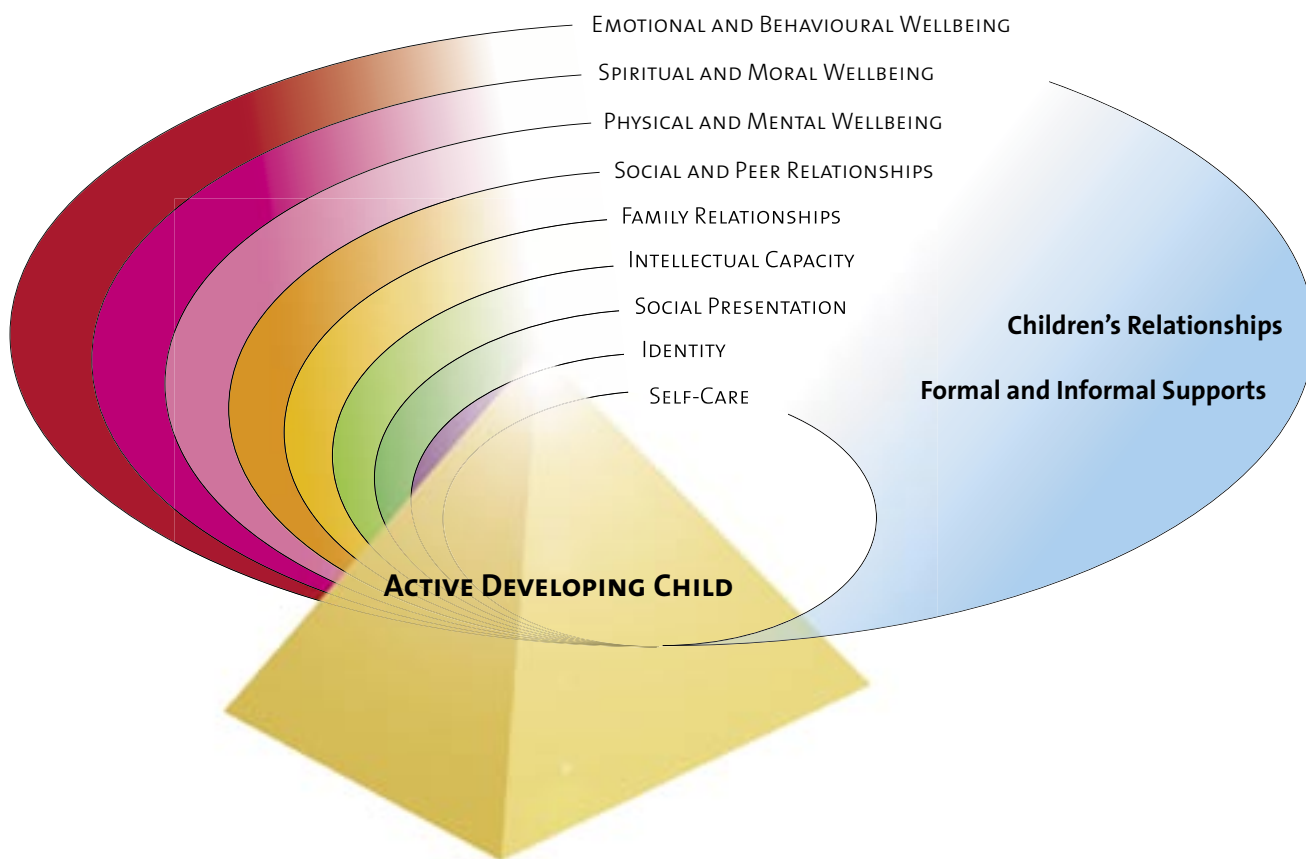 Emotional and Behavioural Wellbeing
Spiritual and Moral Wellbeing
Physical and Mental Wellbeing
Social and Peer Relationships
Family Relationships
Intellectual Capacity
Social Presentation
Identity
Self-Care
Children's Relationships
Formal and Informal Supports
Active Developing Child